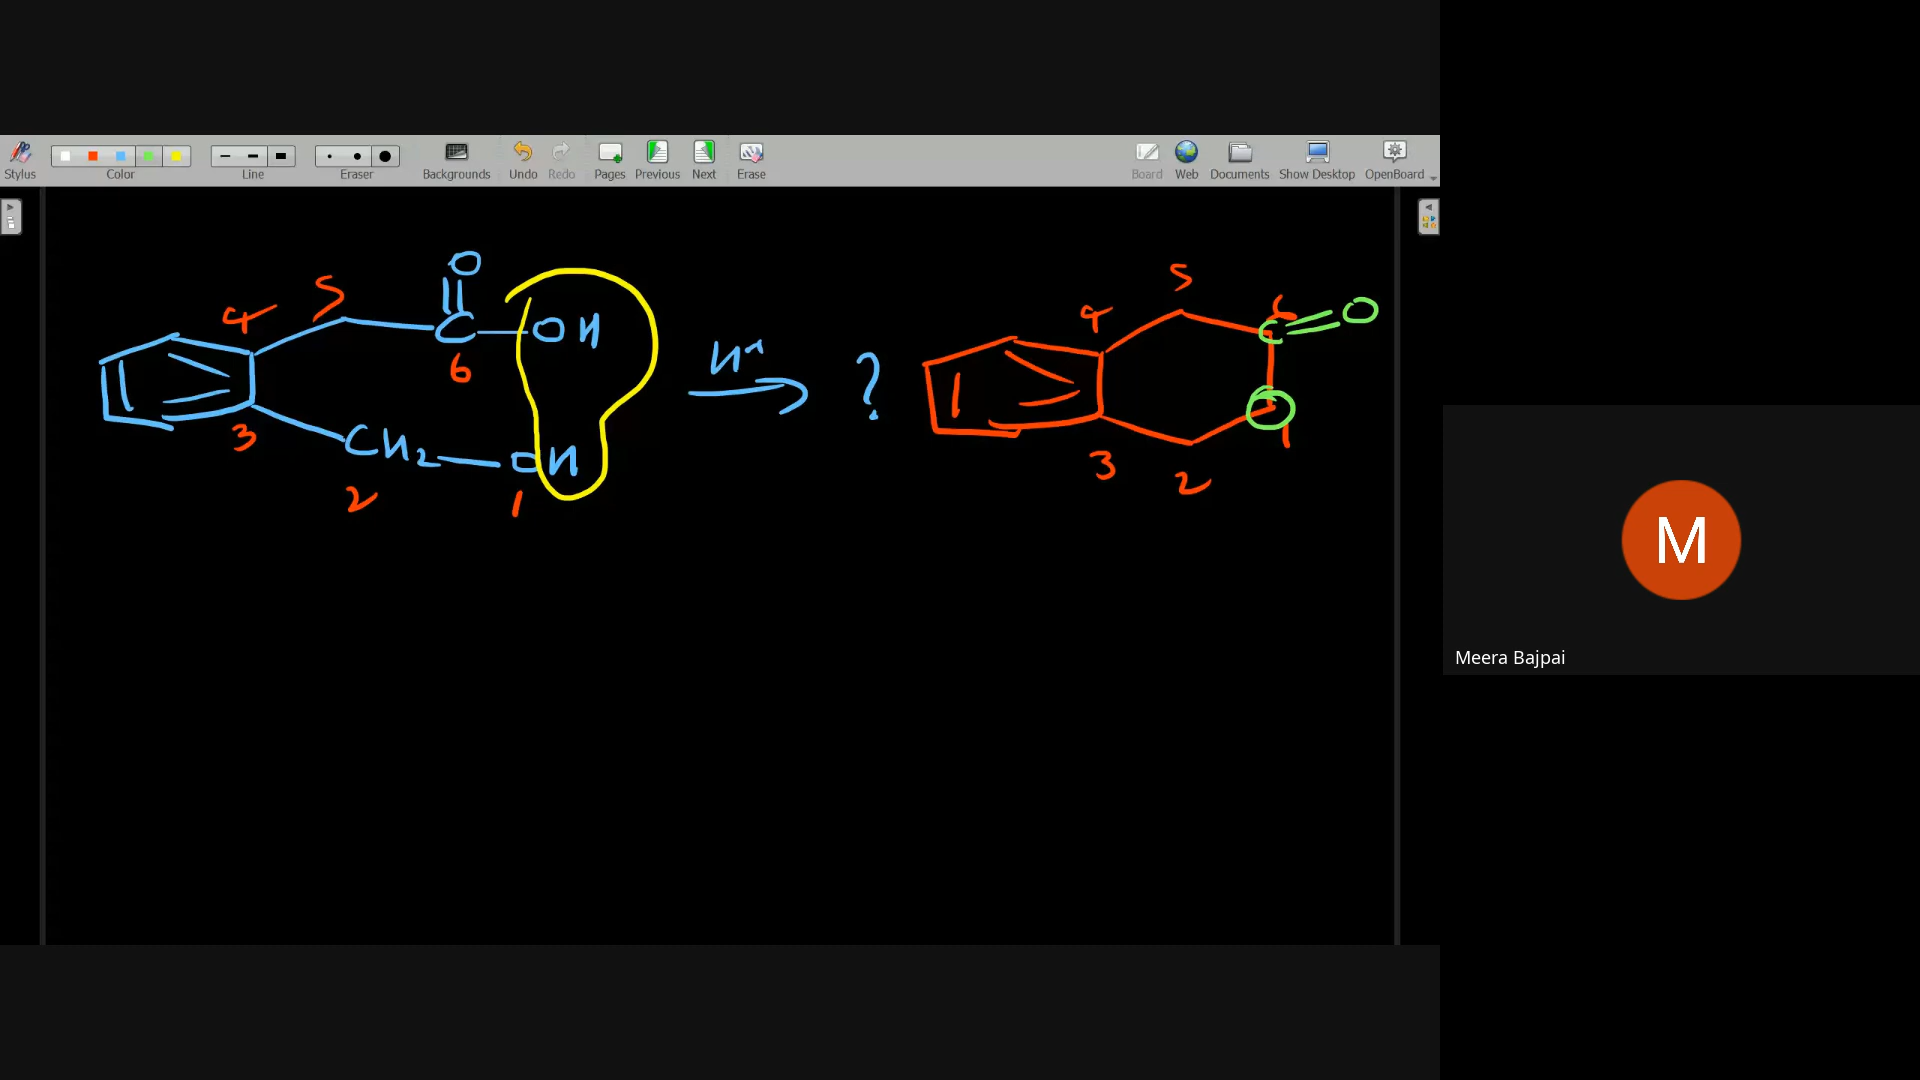 Stylus Color Line Eraser Backgrounds Undo Redo Pages Previous Next Erase Board Web Documents Show Desktop OpenBoard
O
4 5
C OH
6
H+
?
3
CH2 OH
2 1
5
4 6
C O
O
1
3 2
M
Meera Bajpai